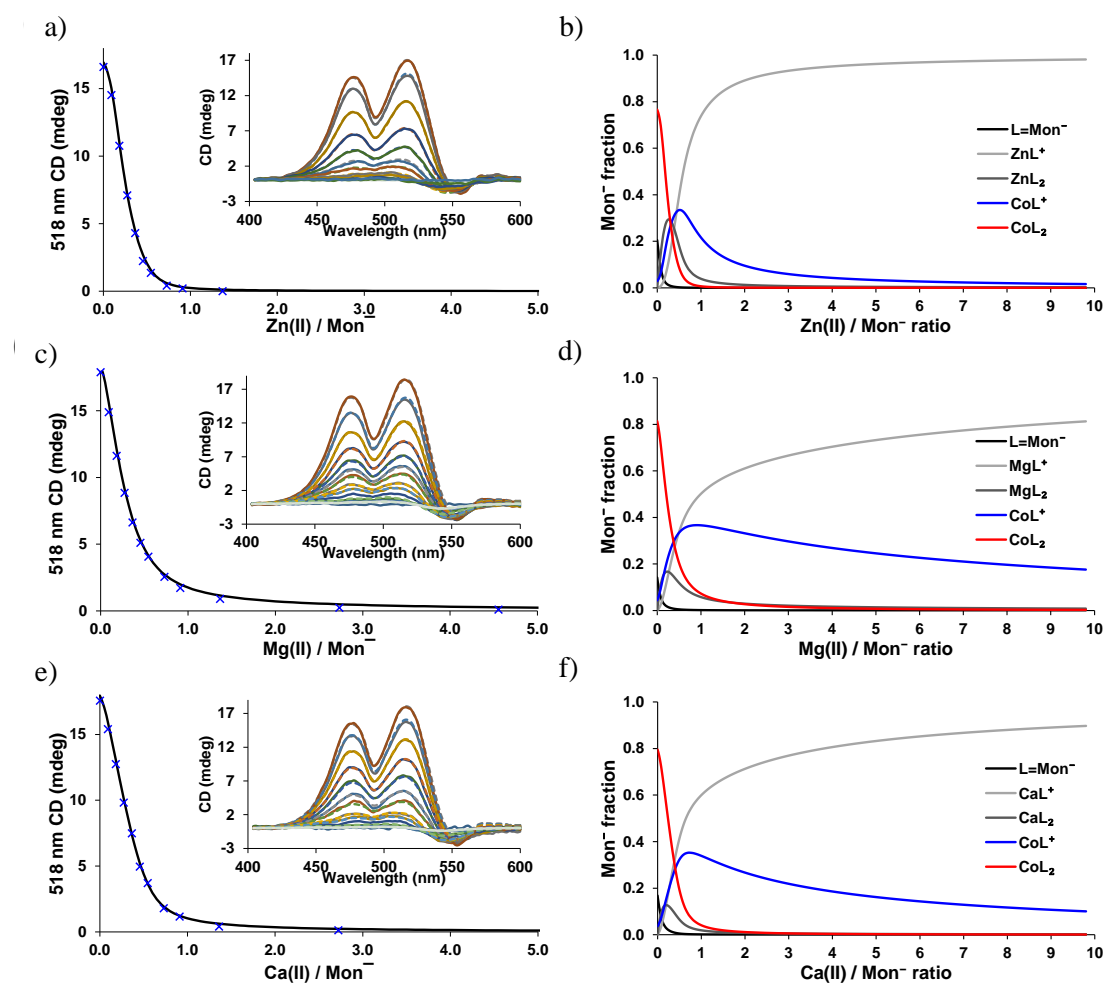 a)
518 nm CD (mdeg)
15
10
5
0
0.0 1.0 2.0 3.0 4.0 5.0
Zn(II) / Mon⁻
CD (mdeg)
17
12
7
2
-3
400 450 500 550 600
Wavelength (nm)
b)
Mon⁻ fraction
1.0
0.8
0.6
0.4
0.2
0.0
0 1 2 3 4 5 6 7 8 9 10
Zn(II) / Mon⁻ ratio
L=Mon⁻
ZnL⁺
ZnL₂
CoL⁺
CoL₂
c)
518 nm CD (mdeg)
15
10
5
0
0.0 1.0 2.0 3.0 4.0 5.0
Mg(II) / Mon⁻
CD (mdeg)
17
12
7
2
-3
400 450 500 550 600
Wavelength (nm)
d)
Mon⁻ fraction
1.0
0.8
0.6
0.4
0.2
0.0
0 1 2 3 4 5 6 7 8 9 10
Mg(II) / Mon⁻ ratio
L=Mon⁻
MgL⁺
MgL₂
CoL⁺
CoL₂
e)
518 nm CD (mdeg)
15
10
5
0
0.0 1.0 2.0 3.0 4.0 5.0
Ca(II) / Mon⁻
CD (mdeg)
17
12
7
2
-3
400 450 500 550 600
Wavelength (nm)
f)
Mon⁻ fraction
1.0
0.8
0.6
0.4
0.2
0.0
0 1 2 3 4 5 6 7 8 9 10
Ca(II) / Mon⁻ ratio
L=Mon⁻
CaL⁺
CaL₂
CoL⁺
CoL₂